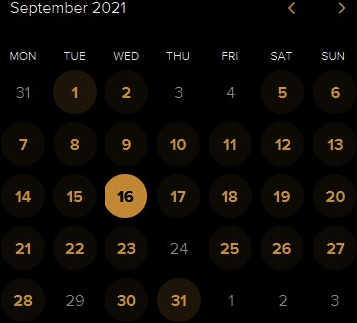 September 2021
MON TUE WED THU FRI SAT SUN
31 1 2 3 4 5 6
7 8 9 10 11 12 13
14 15 16 17 18 19 20
21 22 23 24 25 26 27
28 29 30 31 1 2 3